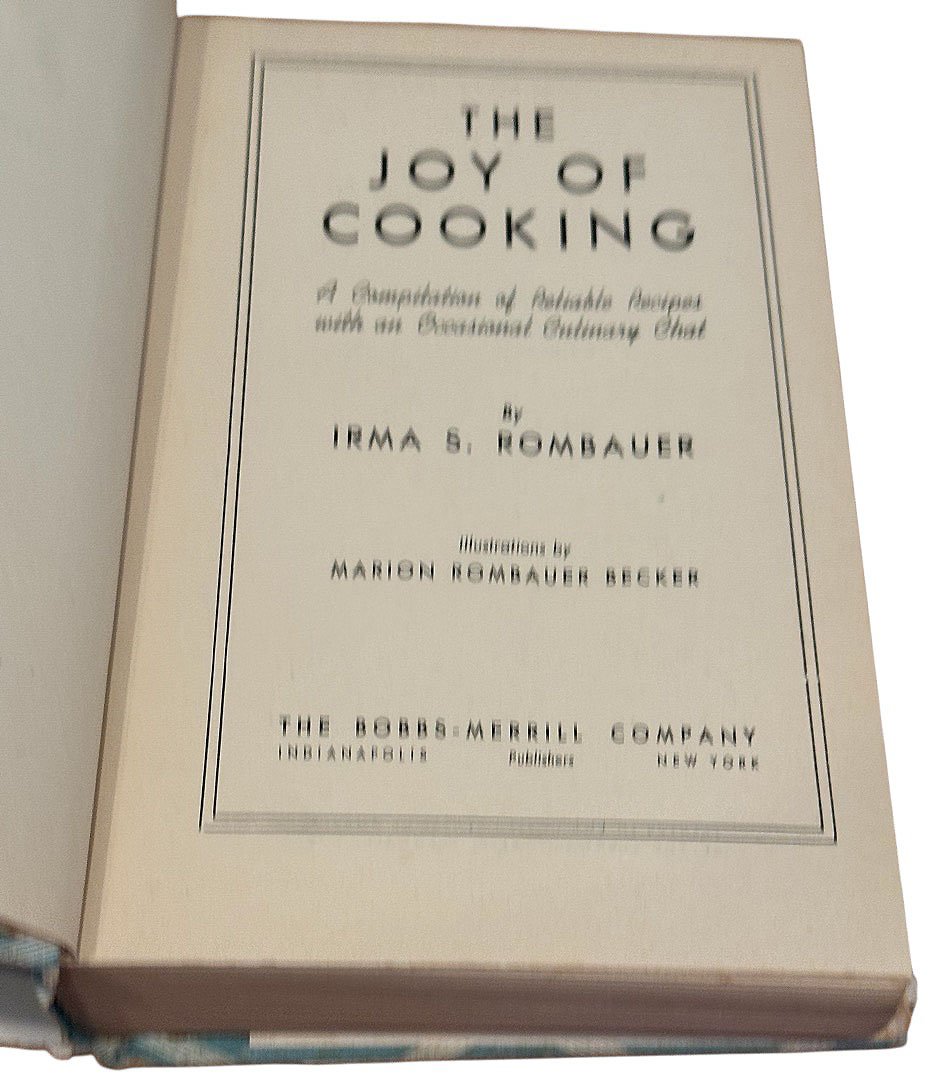 THE
JOY OF
COOKING
A Compilation of Reliable Recipes
with an Occasional Culinary Chat
By
IRMA S. ROMBAUER
Illustrations by
MARION ROMBAUER BECKER
THE BOBBS-MERRILL COMPANY
INDIANAPOLIS Publishers NEW YORK